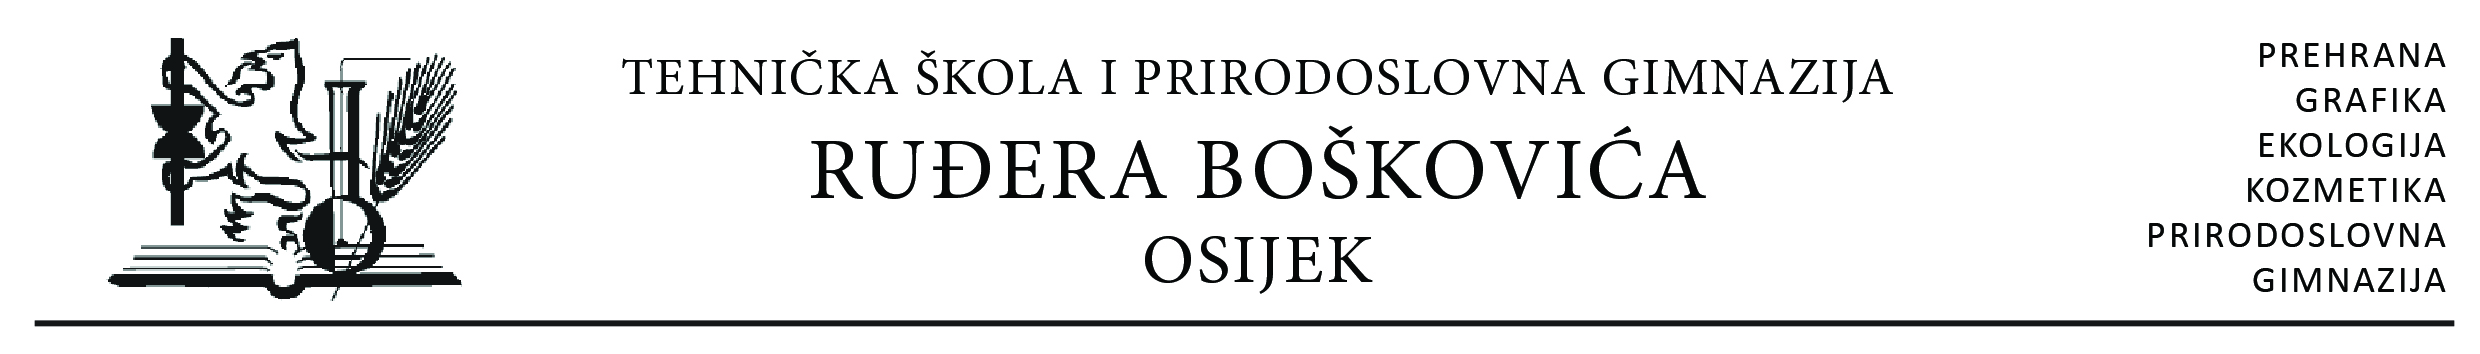 TEHNIČKA ŠKOLA I PRIRODOSLOVNA GIMNAZIJA
RUĐERA BOŠKOVIĆA
OSIJEK
PREHRANA
GRAFIKA
EKOLOGIJA
KOZMETIKA
PRIRODOSLOVNA
GIMNAZIJA